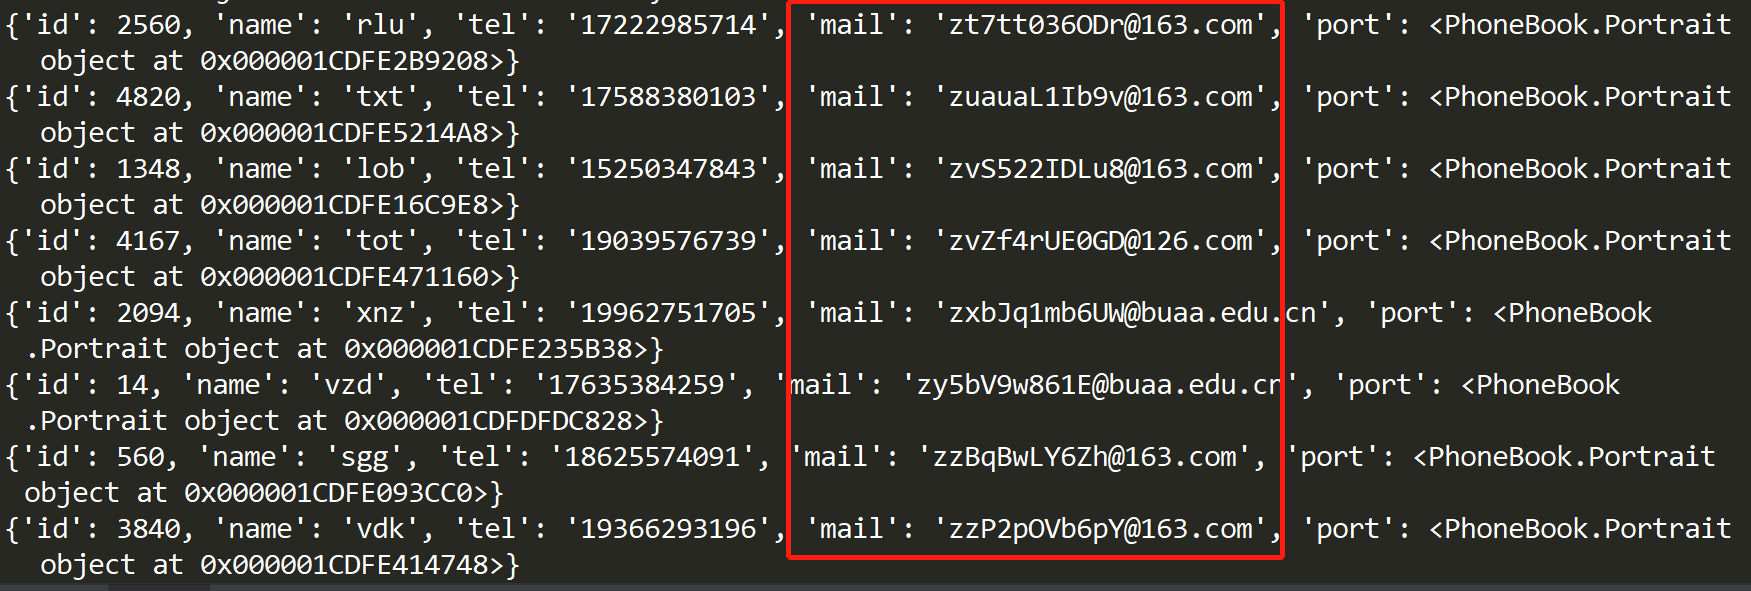 {'id': 2560, 'name': 'rlu', 'tel': '17222985714', 'mail': 'zt7tt036ODr@163.com', 'port': <PhoneBook.Portrait
object at 0x000001CDFE2B9208>}
{'id': 4820, 'name': 'txt', 'tel': '17588380103', 'mail': 'zuauaL1Ib9v@163.com', 'port': <PhoneBook.Portrait
object at 0x000001CDFE5214A8>}
{'id': 1348, 'name': 'lob', 'tel': '15250347843', 'mail': 'zvS522IDLu8@163.com', 'port': <PhoneBook.Portrait
object at 0x000001CDFE16C9E8>}
{'id': 4167, 'name': 'tot', 'tel': '19039576739', 'mail': 'zvZf4rUE0GD@126.com', 'port': <PhoneBook.Portrait
object at 0x000001CDFE471160>}
{'id': 2094, 'name': 'xnz', 'tel': '19962751705', 'mail': 'zxbJq1mb6UW@buaa.edu.cn', 'port': <PhoneBook
.Portrait object at 0x000001CDFE235B38>}
{'id': 14, 'name': 'vzd', 'tel': '17635384259', 'mail': 'zy5bV9w861E@buaa.edu.cn', 'port': <PhoneBook
.Portrait object at 0x000001CDFDFDC828>}
{'id': 560, 'name': 'sgg', 'tel': '18625574091', 'mail': 'zzBqBwLY6Zh@163.com', 'port': <PhoneBook.Portrait
object at 0x000001CDFE093CC0>}
{'id': 3840, 'name': 'vdk', 'tel': '19366293196', 'mail': 'zzP2pOVb6pY@163.com', 'port': <PhoneBook.Portrait
object at 0x000001CDFE414748>}